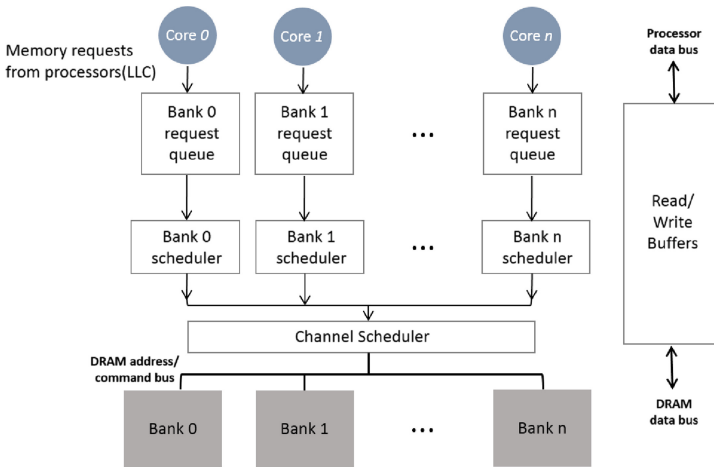 Core 0
Core 1
Core n
Memory requests
from processors(LLC)
Processor
data bus
Bank 0
request
queue
Bank 1
request
queue
...
Bank n
request
queue
Read/
Write
Buffers
Bank 0
scheduler
Bank 1
scheduler
...
Bank n
scheduler
Channel Scheduler
DRAM address/
command bus
Bank 0
Bank 1
...
Bank n
DRAM
data bus